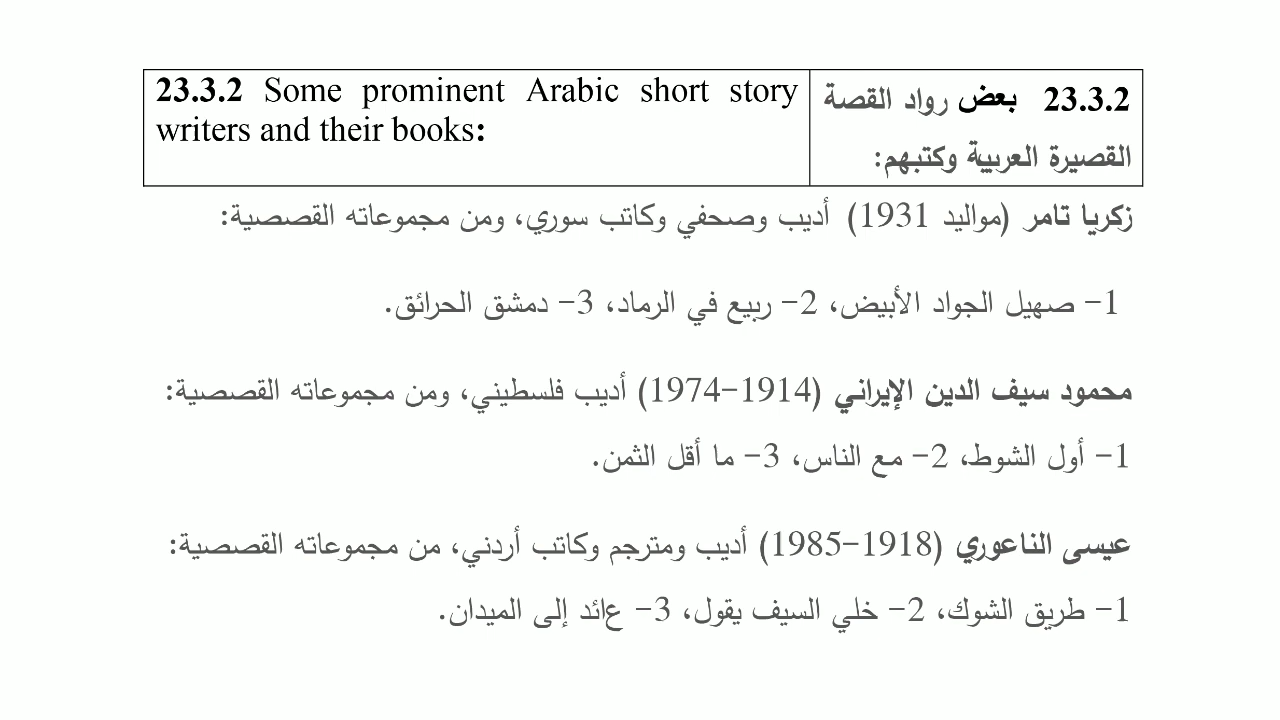 23.3.2 Some prominent Arabic short story
writers and their books:
23.3.2 بعض رواد القصة
القصيرة العربية وكتبهم:
زكريا تامر (مواليد 1931) أديب وصحفي وكاتب سوري، ومن مجموعاته القصصية:
1- صهيل الجواد الأبيض، 2- ربيع في الرماد، 3- دمشق الحرائق.
محمود سيف الدين الإيراني (1914-1974) أديب فلسطيني، ومن مجموعاته القصصية:
1- أول الشوط، 2- مع الناس، 3- ما أقل الثمن.
عيسى الناعوري (1918-1985) أديب ومترجم وكاتب أردني، من مجموعاته القصصية:
1- طريق الشوك، 2- خلي السيف يقول، 3- عائد إلى الميدان.